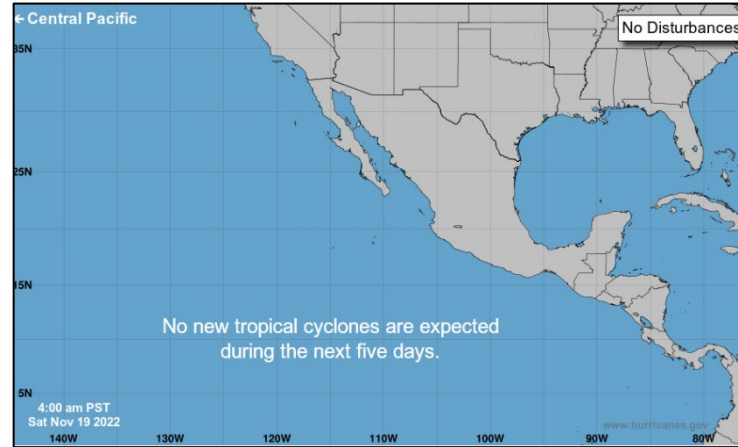 ← Central Pacific
No Disturbances
35N
25N
15N
No new tropical cyclones are expected
during the next five days.
5N
4:00 am PST
Sat Nov 19 2022
www.hurricanes.gov
140W
130W
120W
110W
100W
90W
80W